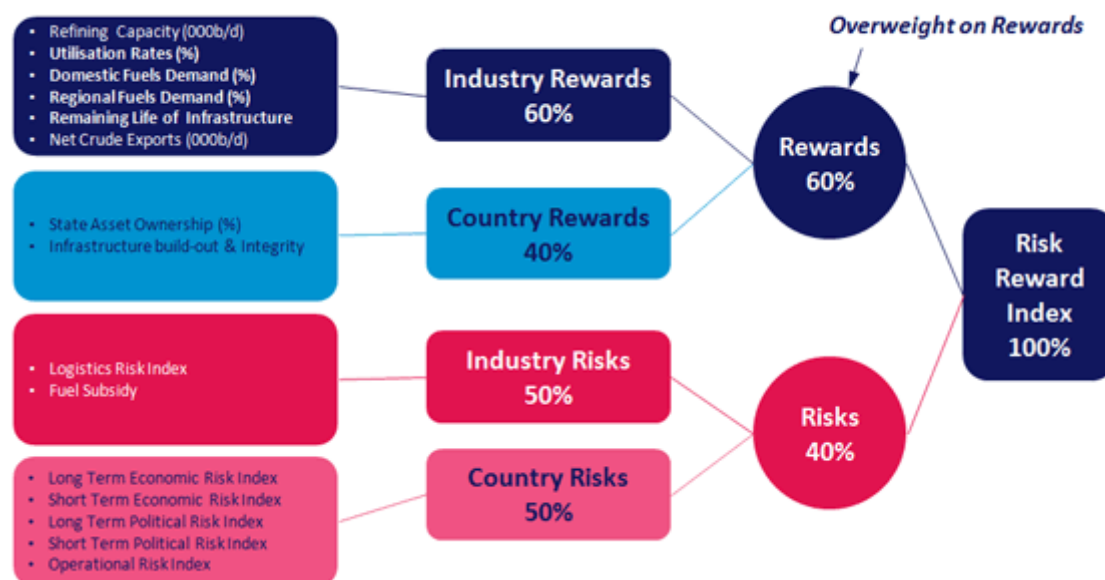 Overweight on Rewards
• Refining Capacity (000b/d)
• Utilisation Rates (%)
• Domestic Fuels Demand (%)
• Regional Fuels Demand (%)
• Remaining Life of Infrastructure
• Net Crude Exports (000b/d)
Industry Rewards
60%
Rewards
60%
• State Asset Ownership (%)
• Infrastructure build-out & Integrity
Country Rewards
40%
Risk
Reward
Index
100%
• Logistics Risk Index
• Fuel Subsidy
Industry Risks
50%
Risks
40%
• Long Term Economic Risk Index
• Short Term Economic Risk Index
• Long Term Political Risk Index
• Short Term Political Risk Index
• Operational Risk Index
Country Risks
50%